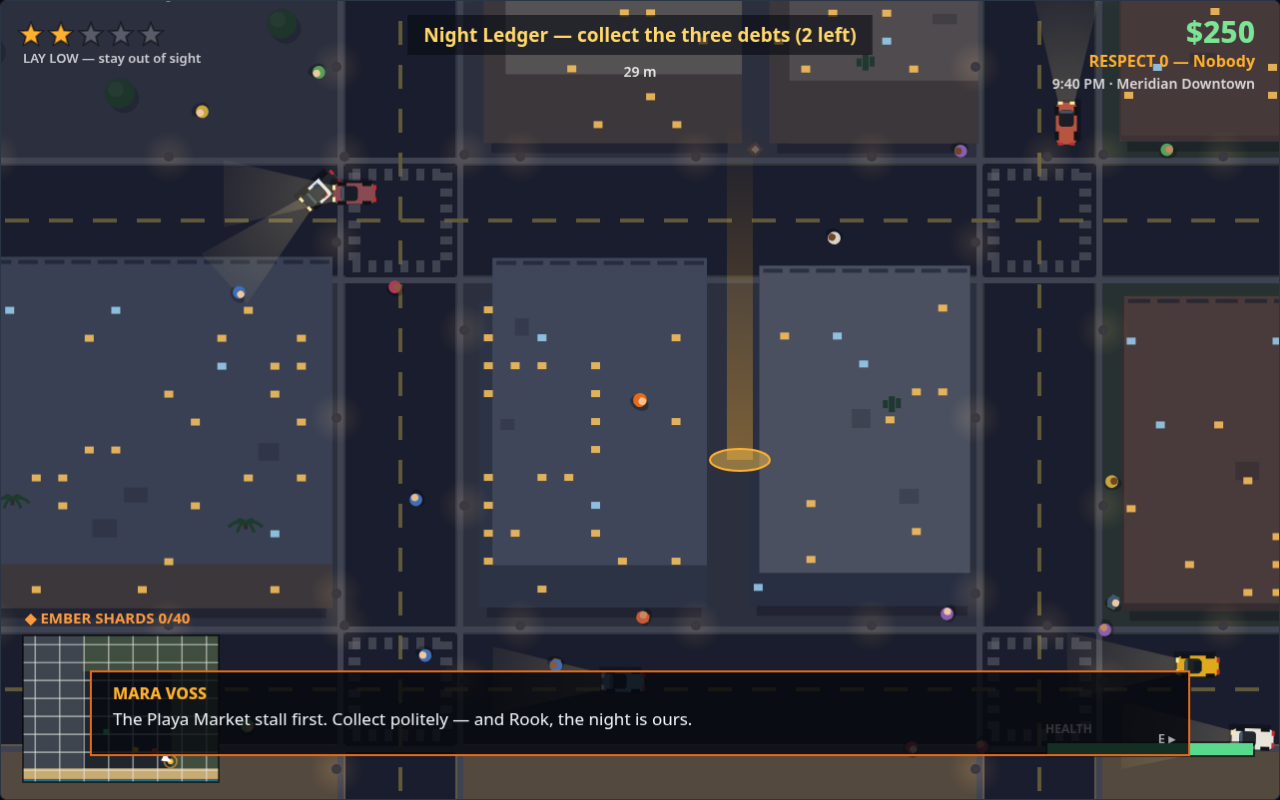 Night Ledger — collect the three debts (2 left)
29 m
LAY LOW — stay out of sight
$250
RESPECT 0 — Nobody
9:40 PM · Meridian Downtown
◆ EMBER SHARDS 0/40
MARA VOSS
The Playa Market stall first. Collect politely — and Rook, the night is ours.
HEALTH
E ▸